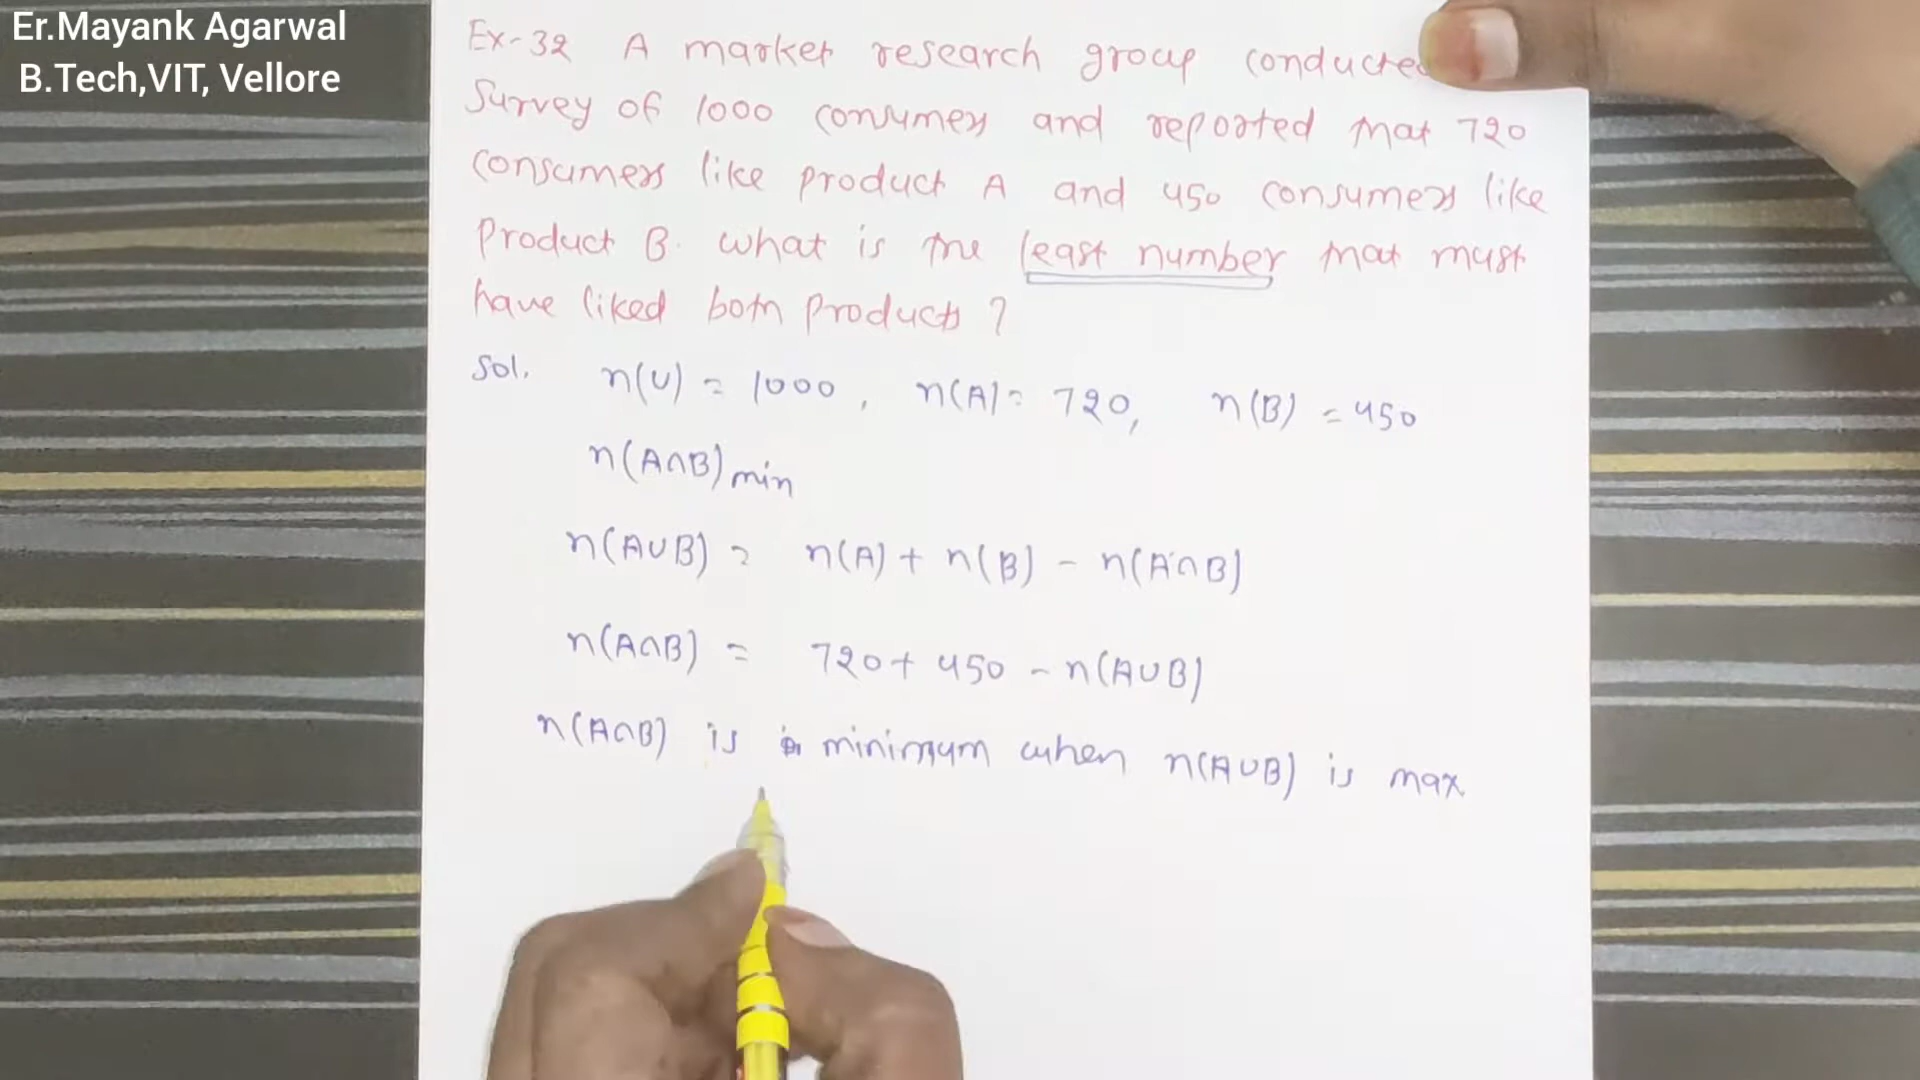 Er.Mayank Agarwal
B.Tech,VIT, Vellore
Ex-32 A market research group conducted
Survey of 1000 consumers and reported that 720
consumers like product A and 450 consumers like
Product B. what is the least number that must
have liked both products ?
Sol. n(U) = 1000, n(A) = 720, n(B) = 450
n(A∩B) min
n(A∪B) = n(A) + n(B) - n(A∩B)
n(A∩B) = 720 + 450 - n(A∪B)
n(A∩B) is minimum when n(A∪B) is max